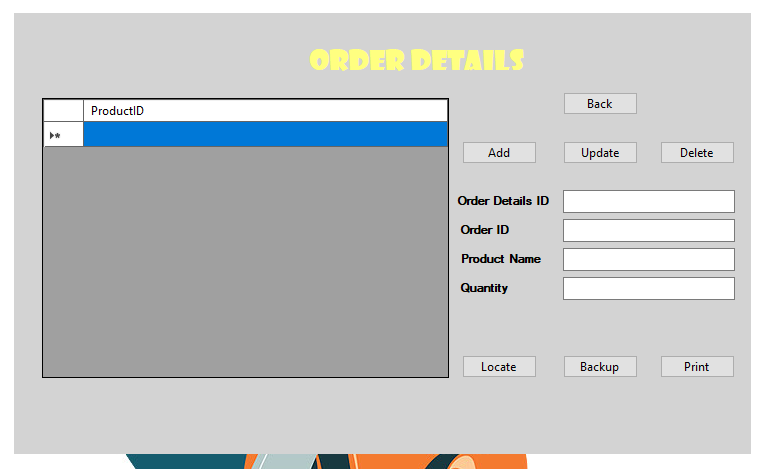 ORDER DETAILS
ProductID
Back
Add Update Delete
Order Details ID
Order ID
Product Name
Quantity
Locate Backup Print